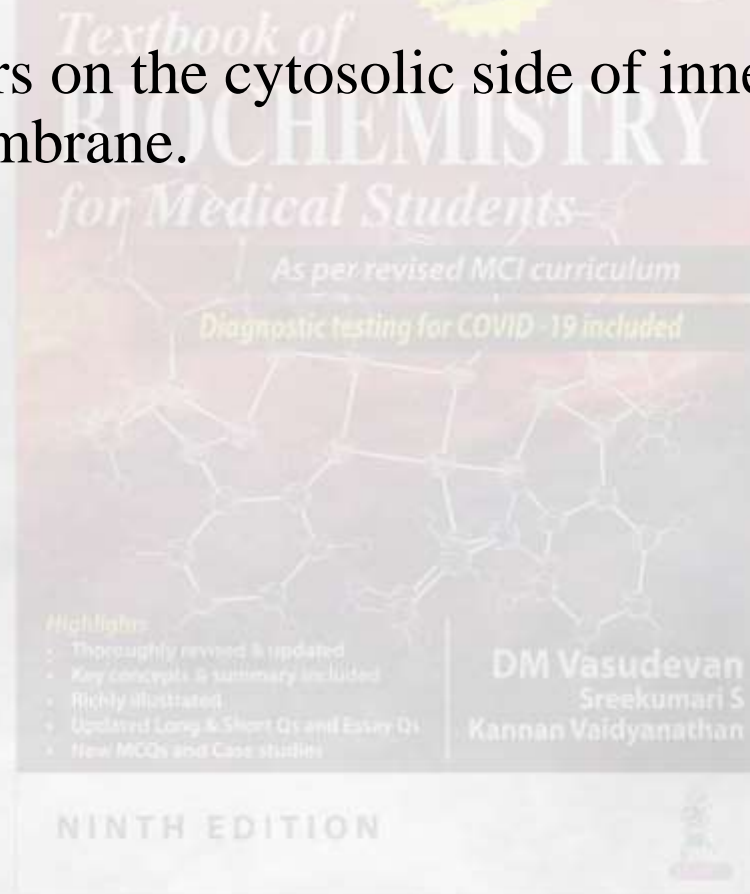 Textbook of
rs on the cytosolic side of inne
BIOCHEMISTRY
mbrane.
for Medical Students
As per revised MCI curriculum
Diagnostic testing for COVID -19 included
Highlights
• Thoroughly revised & updated
• Key concepts & summary included
• Richly illustrated
• Updated Long & Short Qs and Essay Qs
• New MCQs and Case studies
DM Vasudevan
Sreekumari S
Kannan Vaidyanathan
NINTH EDITION